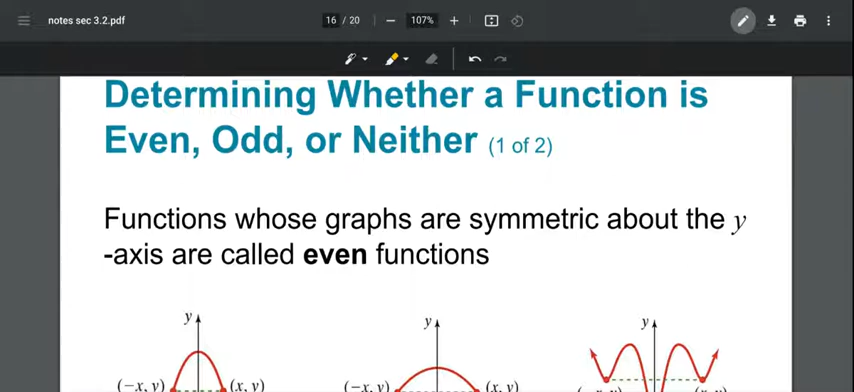 notes sec 3.2.pdf
16 / 20
107%
Determining Whether a Function is
Even, Odd, or Neither (1 of 2)
Functions whose graphs are symmetric about the y
-axis are called even functions
y
y
y
(−x, y)
(x, y)
(−x, y)
(x, y)